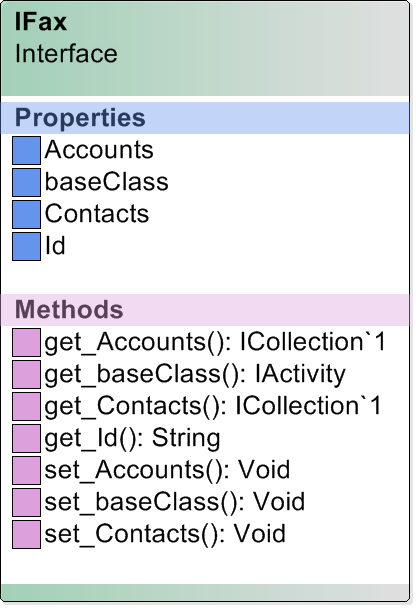 IFax
Interface
Properties
Accounts
baseClass
Contacts
Id
Methods
get_Accounts(): ICollection`1
get_baseClass(): IActivity
get_Contacts(): ICollection`1
get_Id(): String
set_Accounts(): Void
set_baseClass(): Void
set_Contacts(): Void